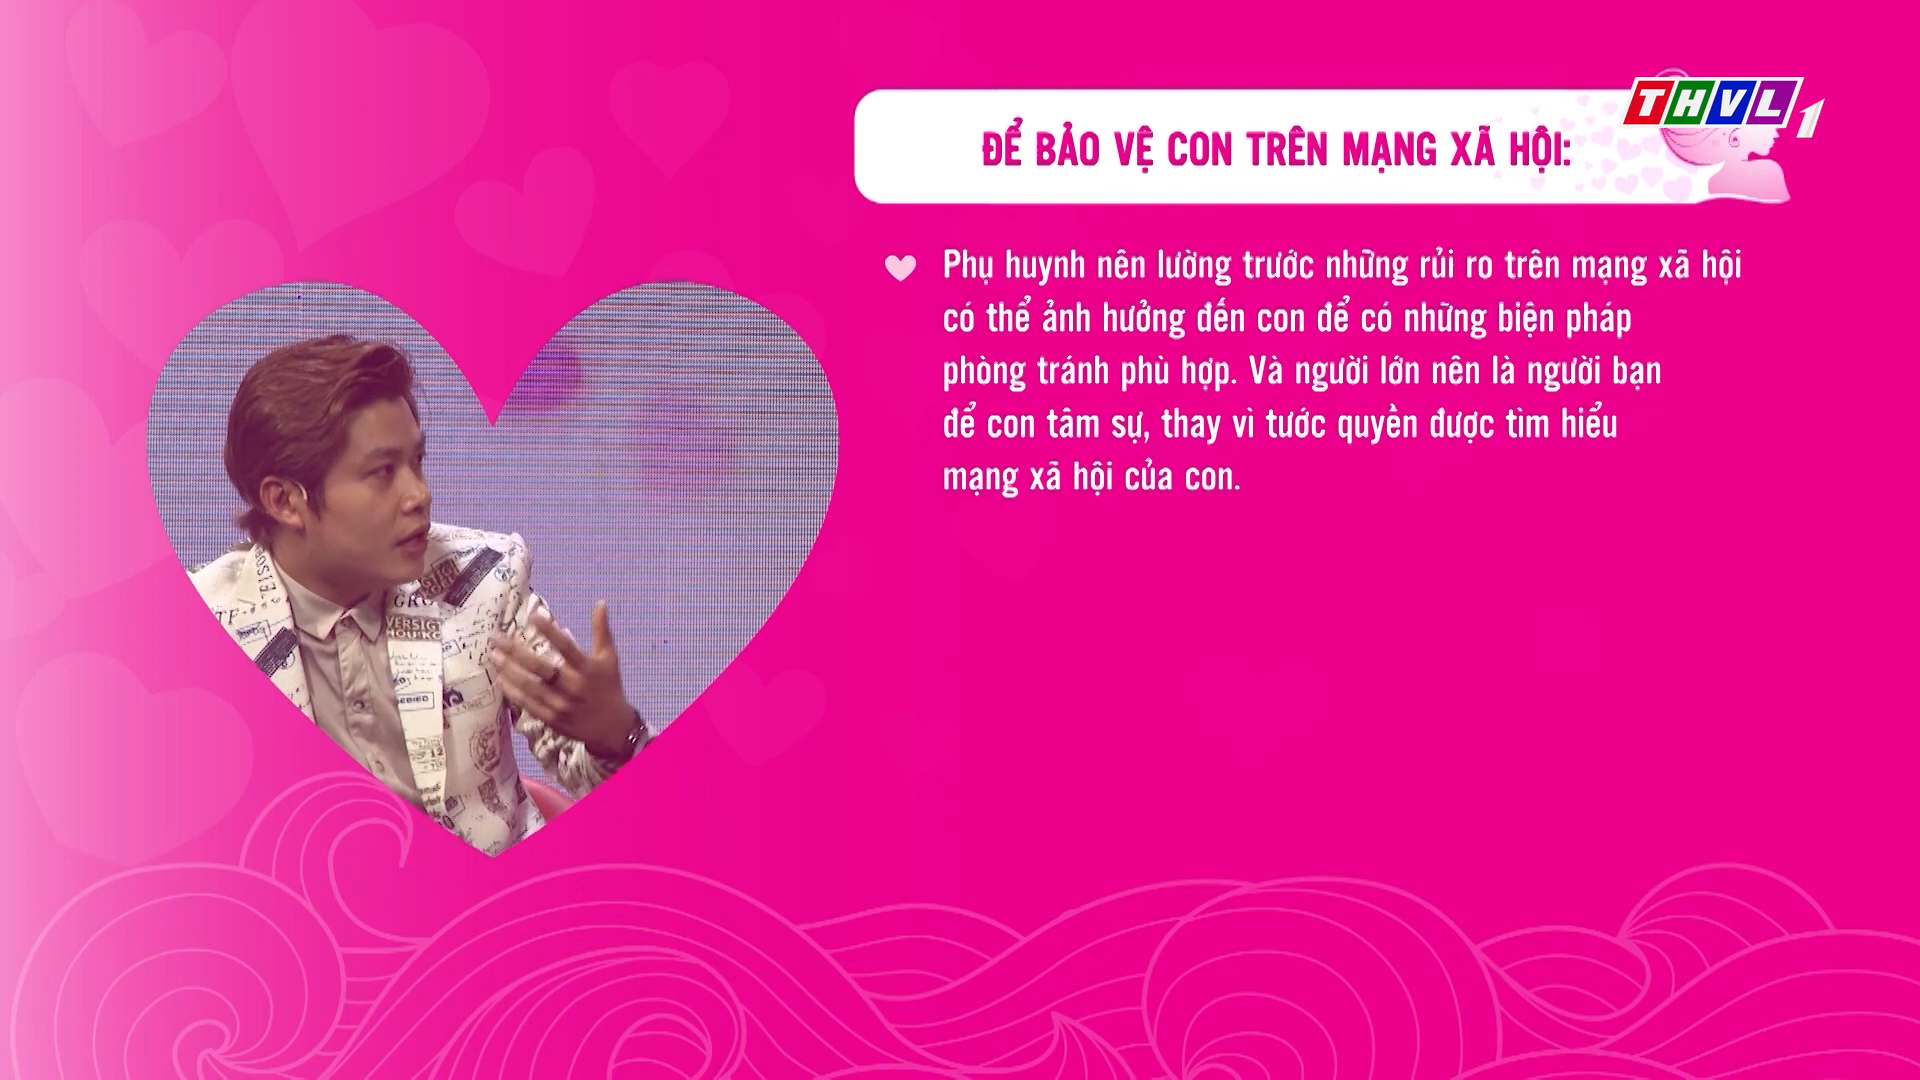 THVL1
ĐỂ BẢO VỆ CON TRÊN MẠNG XÃ HỘI:
Phụ huynh nên lường trước những rủi ro trên mạng xã hội
có thể ảnh hưởng đến con để có những biện pháp
phòng tránh phù hợp. Và người lớn nên là người bạn
để con tâm sự, thay vì tước quyền được tìm hiểu
mạng xã hội của con.